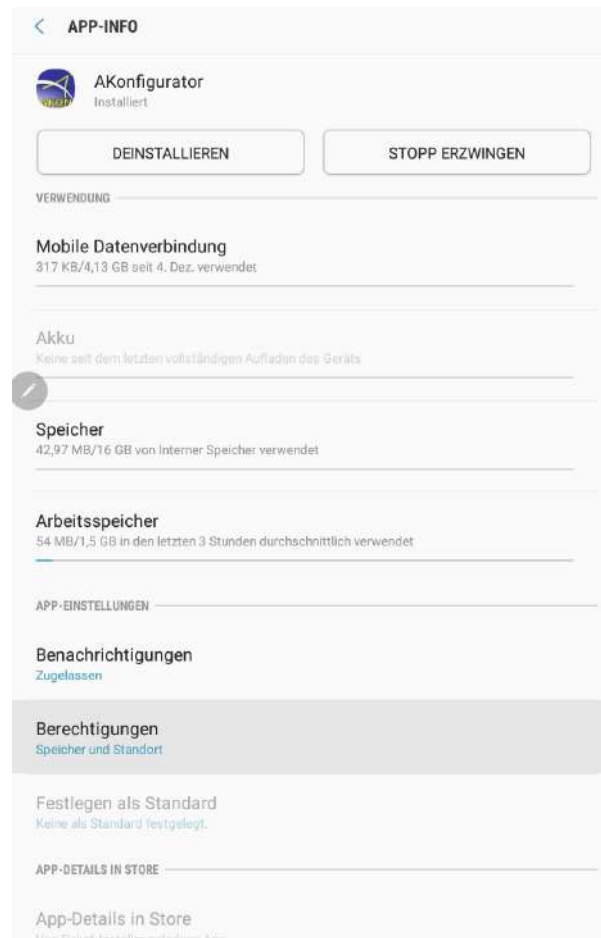 APP-INFO
AKonfigurator
Installiert
DEINSTALLIEREN
STOPP ERZWINGEN
VERWENDUNG
Mobile Datenverbindung
317 KB/4,13 GB seit 4. Dez. verwendet
Akku
Keine seit dem letzten vollständigen Aufladen des Geräts
Speicher
42,97 MB/16 GB von Interner Speicher verwendet
Arbeitsspeicher
54 MB/1,5 GB in den letzten 3 Stunden durchschnittlich verwendet
APP-EINSTELLUNGEN
Benachrichtigungen
Zugelassen
Berechtigungen
Speicher und Standort
Festlegen als Standard
Keine als Standard festgelegt.
APP-DETAILS IN STORE
App-Details in Store